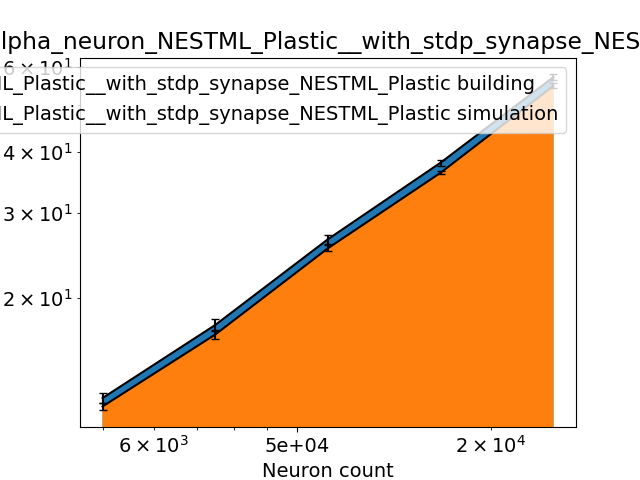 lpha_neuron_NESTML_Plastic__with_stdp_synapse_NES
6 × 10¹
L_Plastic__with_stdp_synapse_NESTML_Plastic building
L_Plastic__with_stdp_synapse_NESTML_Plastic simulation
4 × 10¹
3 × 10¹
2 × 10¹
6 × 10³ 5e+04 2 × 10⁴
Neuron count